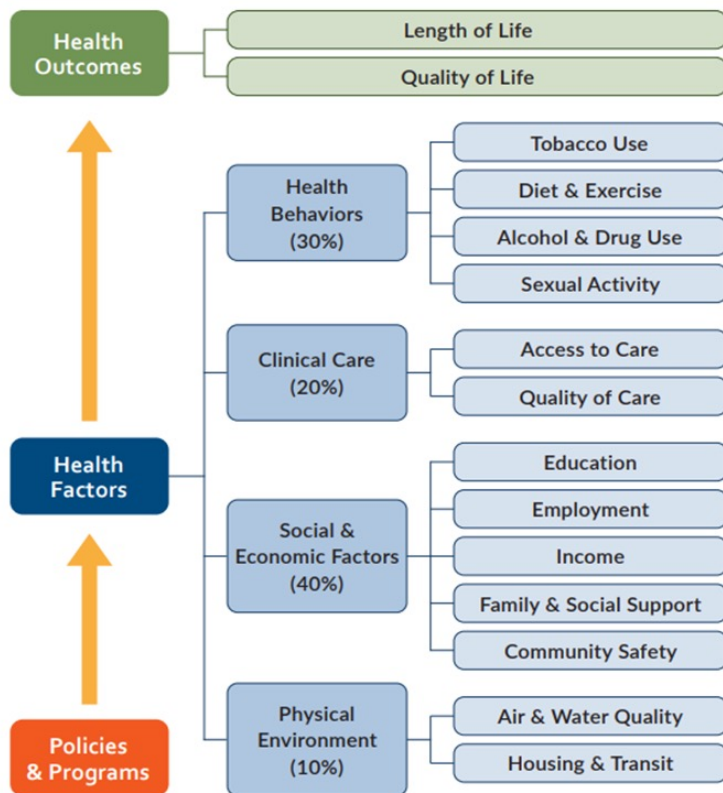 Health
Outcomes
Length of Life
Quality of Life
Health
Behaviors
(30%)
Tobacco Use
Diet & Exercise
Alcohol & Drug Use
Sexual Activity
Clinical Care
(20%)
Access to Care
Quality of Care
Health
Factors
Social &
Economic Factors
(40%)
Education
Employment
Income
Family & Social Support
Community Safety
Physical
Environment
(10%)
Air & Water Quality
Housing & Transit
Policies
& Programs